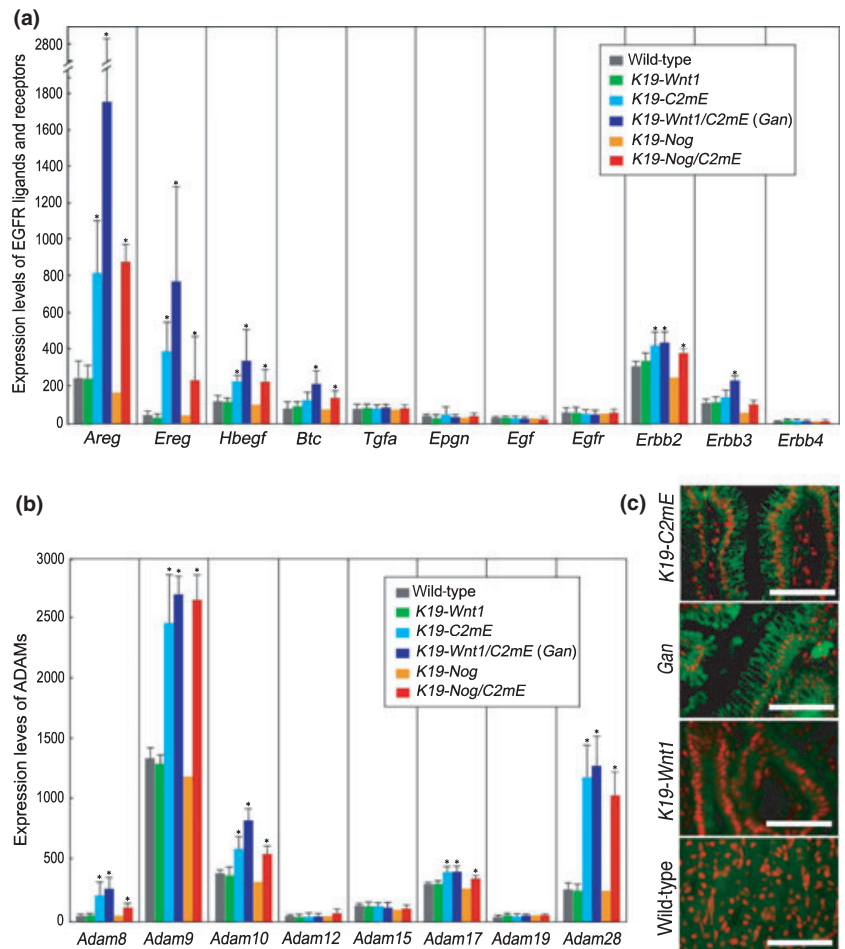 (a)
Expression levels of EGFR ligands and receptors
2800
1800
1600
1400
1200
1000
800
600
400
200
0
Wild-type
K19-Wnt1
K19-C2mE
K19-Wnt1/C2mE (Gan)
K19-Nog
K19-Nog/C2mE
Areg Ereg Hbegf Btc Tgfa Epgn Egf Egfr Erbb2 Erbb3 Erbb4
(b)
Expression leves of ADAMs
3000
2500
2000
1500
1000
500
0
Wild-type
K19-Wnt1
K19-C2mE
K19-Wnt1/C2mE (Gan)
K19-Nog
K19-Nog/C2mE
Adam8 Adam9 Adam10 Adam12 Adam15 Adam17 Adam19 Adam28
(c)
K19-C2mE
Gan
K19-Wnt1
Wild-type